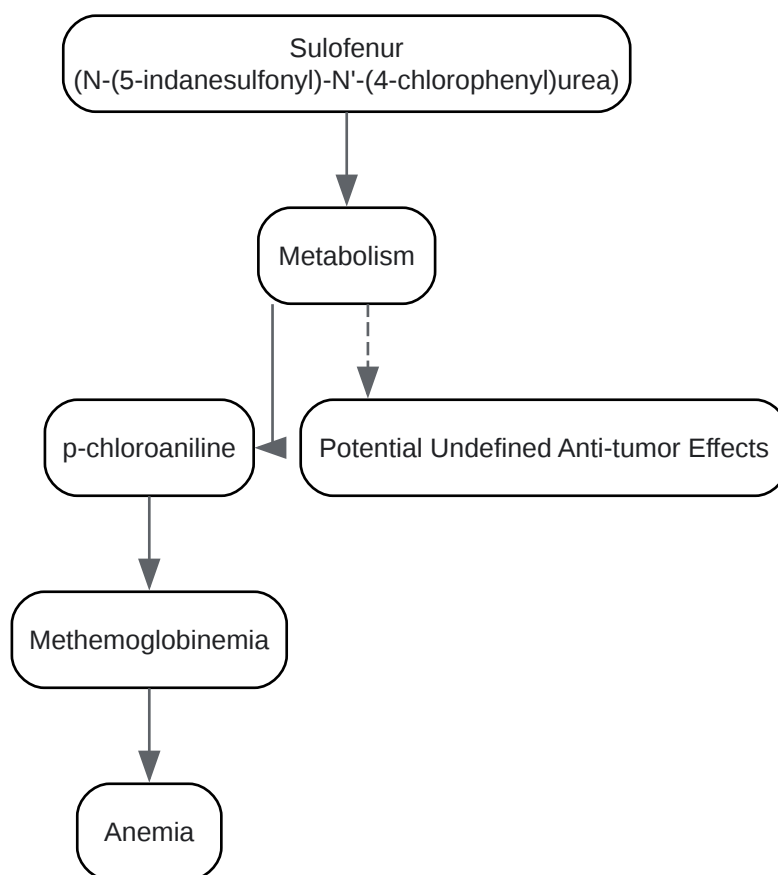 Sulofenur
(N-(5-indanesulfonyl)-N'-(4-chlorophenyl)urea)
Metabolism
p-chloroaniline
Potential Undefined Anti-tumor Effects
Methemoglobinemia
Anemia